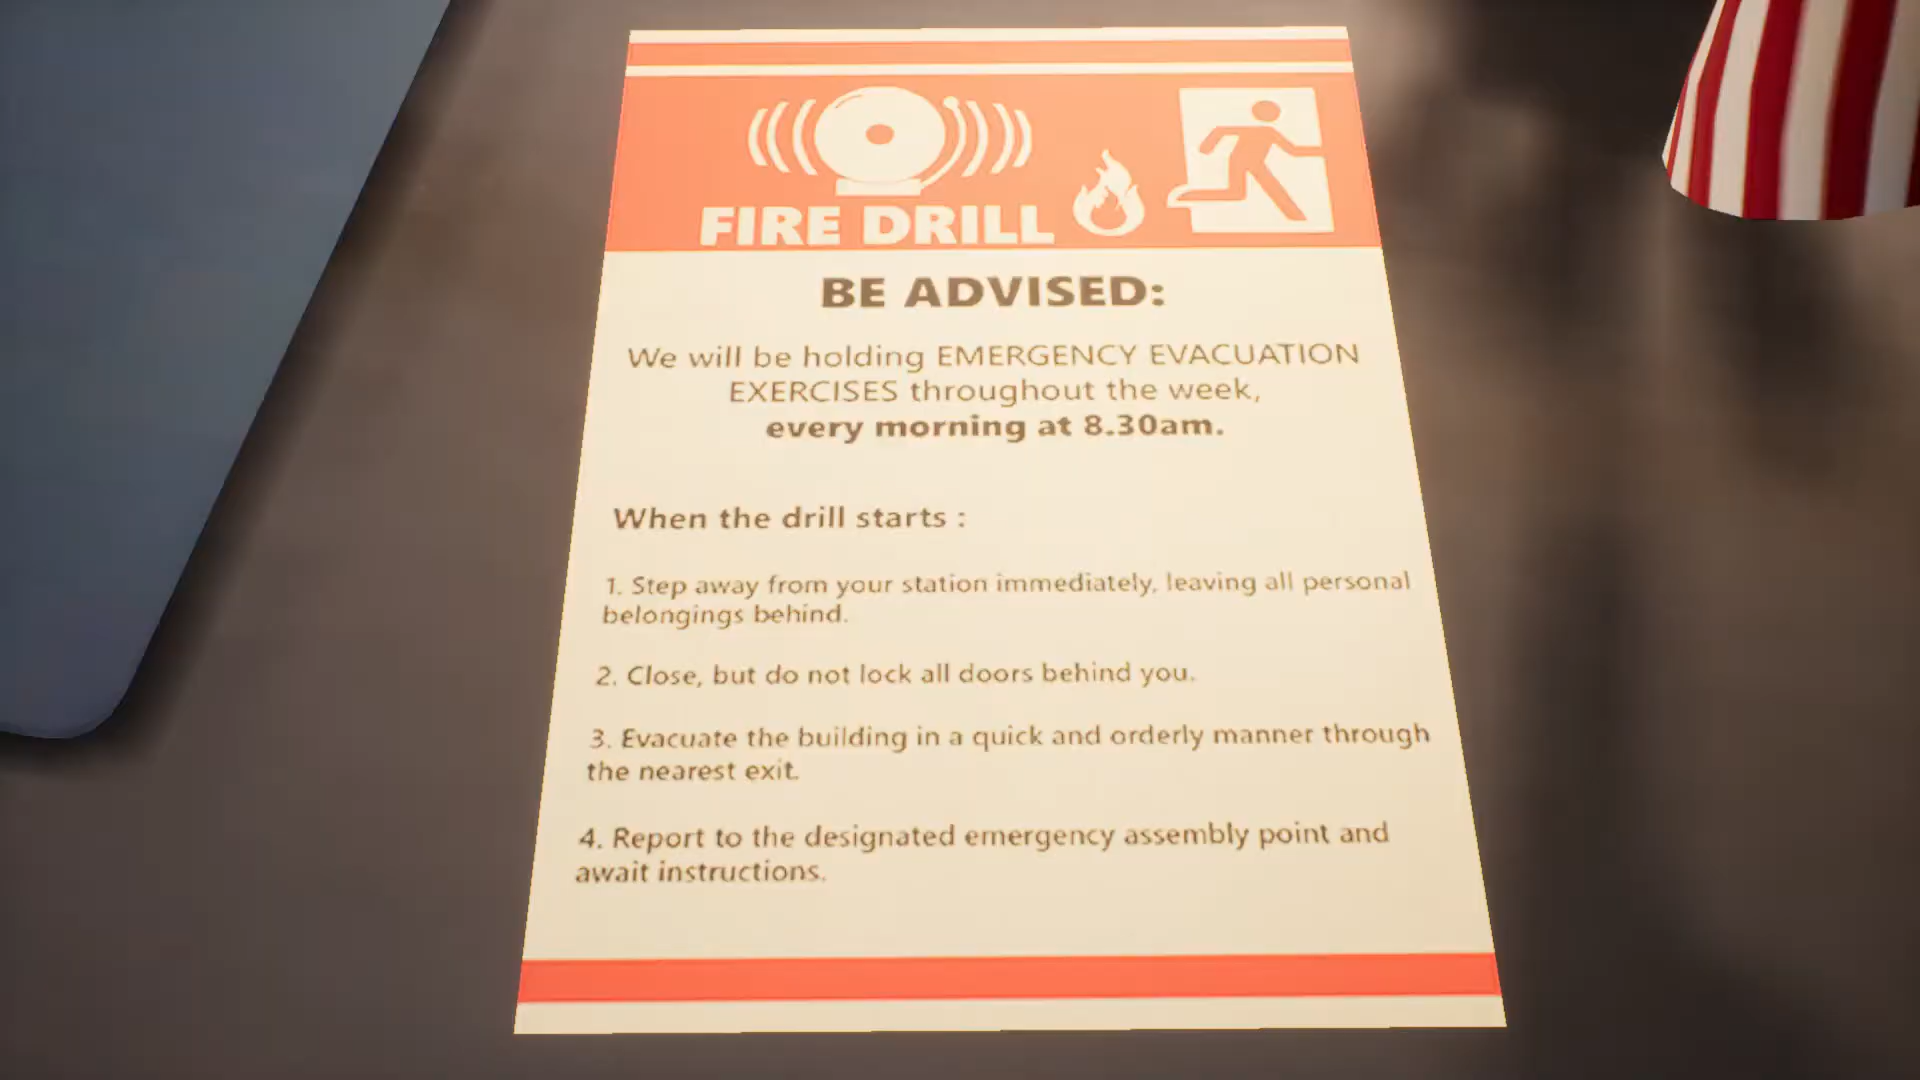 FIRE DRILL
BE ADVISED:
We will be holding EMERGENCY EVACUATION
EXERCISES throughout the week,
every morning at 8.30am.
When the drill starts :
1. Step away from your station immediately, leaving all personal
belongings behind.
2. Close, but do not lock all doors behind you.
3. Evacuate the building in a quick and orderly manner through
the nearest exit.
4. Report to the designated emergency assembly point and
await instructions.